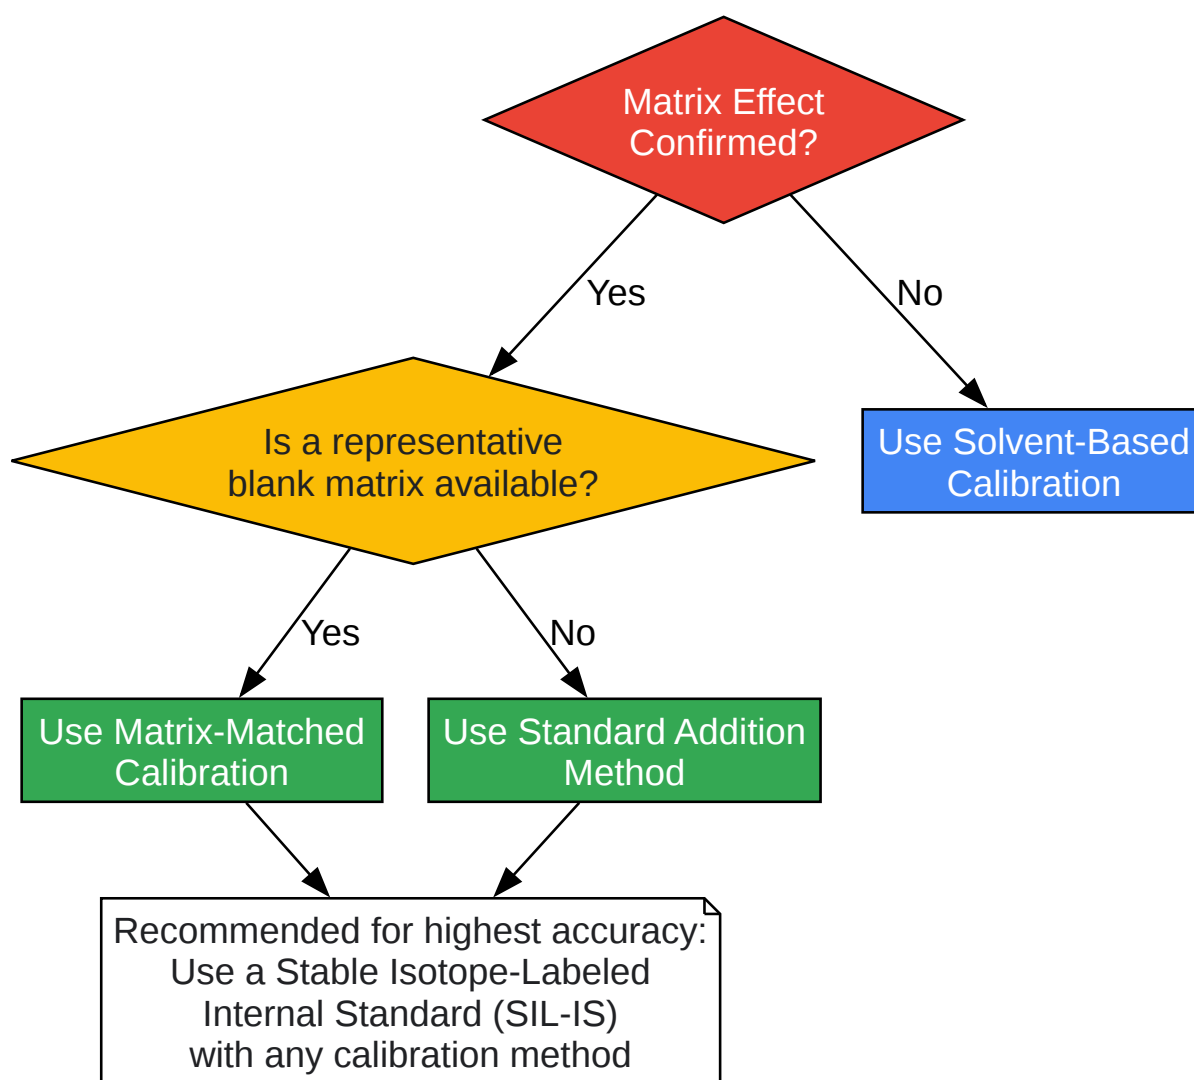 Matrix Effect
Confirmed?
Yes
No
Is a representative
blank matrix available?
Use Solvent-Based
Calibration
Yes
No
Use Matrix-Matched
Calibration
Use Standard Addition
Method
Recommended for highest accuracy:
Use a Stable Isotope-Labeled
Internal Standard (SIL-IS)
with any calibration method